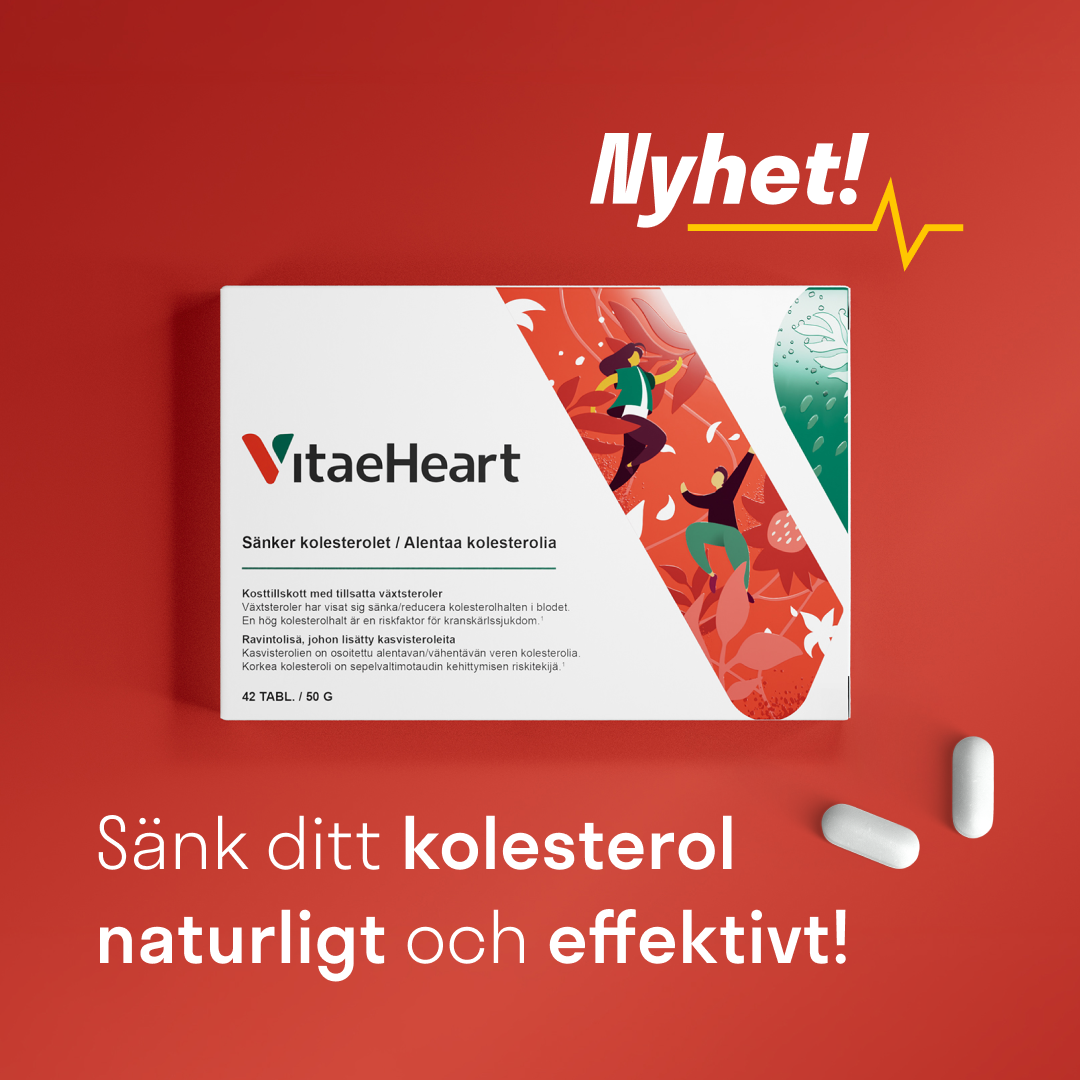 Nyhet!
VitaeHeart
Sänker kolesterolet / Alentaa kolesterolia
Kosttillskott med tillsatta växtsteroler
Växtsteroler har visat sig sänka/reducera kolesterolhalten i blodet.
En hög kolesterolhalt är en riskfaktor för kranskärlssjukdom.¹
Ravintolisä, johon lisätty kasvisteroleita
Kasvisterolien on osoitettu alentavan/vähentävän veren kolesterolia.
Korkea kolesteroli on sepelvaltimotaudin kehittymisen riskitekijä.¹
42 TABL. / 50 G
Sänk ditt kolesterol
naturligt och effektivt!